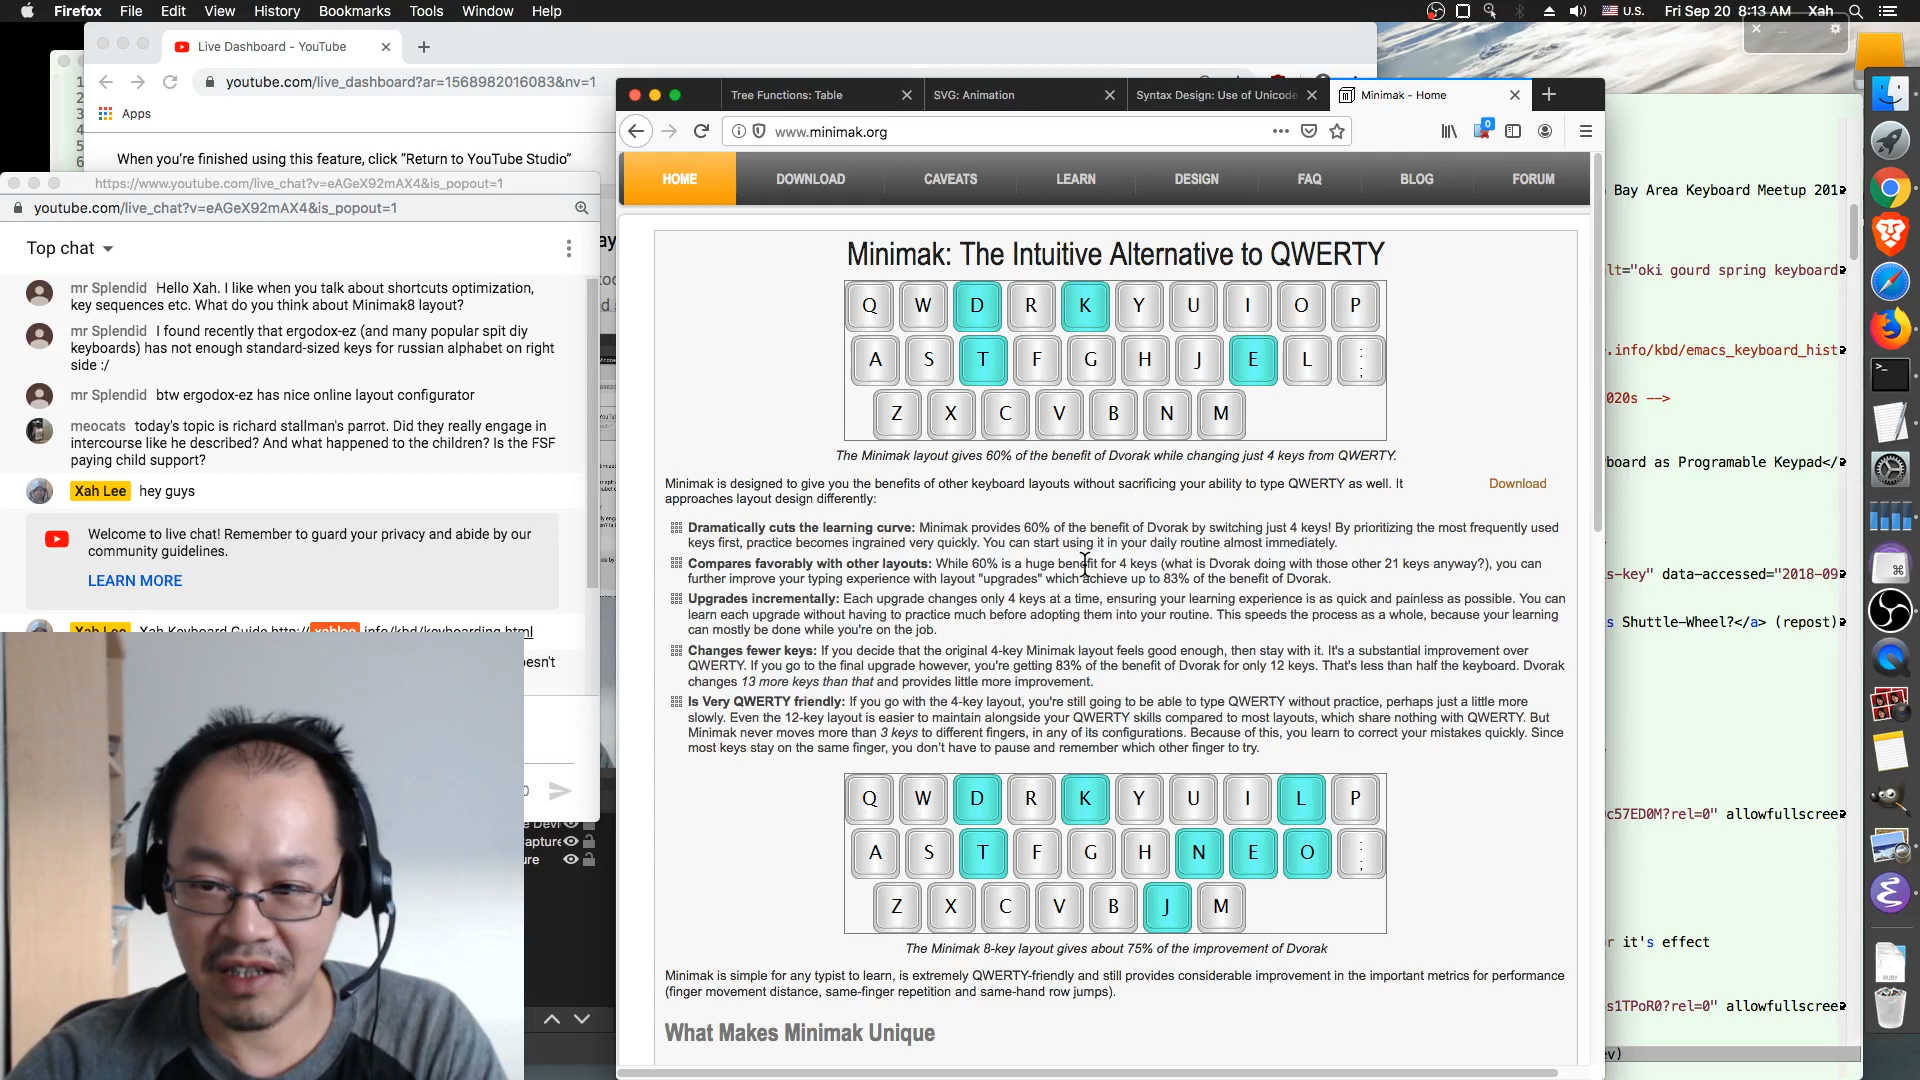 Firefox File Edit View History Bookmarks Tools Window Help
U.S. Fri Sep 20 8:13 AM Xah
Live Dashboard - YouTube
youtube.com/live_dashboard?ar=1568982016083&nv=1
Apps
When you're finished using this feature, click “Return to YouTube Studio”
https://www.youtube.com/live_chat?v=eAGeX92mAX4&is_popout=1
youtube.com/live_chat?v=eAGeX92mAX4&is_popout=1
Top chat
mr Splendid Hello Xah. I like when you talk about shortcuts optimization,
key sequences etc. What do you think about Minimak8 layout?
mr Splendid I found recently that ergodox-ez (and many popular spit diy
keyboards) has not enough standard-sized keys for russian alphabet on right
side :/
mr Splendid btw ergodox-ez has nice online layout configurator
meocats today's topic is richard stallman's parrot. Did they really engage in
intercourse like he described? And what happened to the children? Is the FSF
paying child support?
Xah Lee hey guys
Welcome to live chat! Remember to guard your privacy and abide by our
community guidelines.
LEARN MORE
Xah Lee Xah Keyboard Guide http://xahlee.info/kbd/keyboarding.html
Tree Functions: Table
SVG: Animation
Syntax Design: Use of Unicode
Minimak - Home
www.minimak.org
0
HOME DOWNLOAD CAVEATS LEARN DESIGN FAQ BLOG FORUM
Minimak: The Intuitive Alternative to QWERTY
Q W D R K Y U I O P
A S T F G H J E L : ;
Z X C V B N M
The Minimak layout gives 60% of the benefit of Dvorak while changing just 4 keys from QWERTY.
Minimak is designed to give you the benefits of other keyboard layouts without sacrificing your ability to type QWERTY as well. It
approaches layout design differently:
Download
Dramatically cuts the learning curve: Minimak provides 60% of the benefit of Dvorak by switching just 4 keys! By prioritizing the most frequently used
keys first, practice becomes ingrained very quickly. You can start using it in your daily routine almost immediately.
Compares favorably with other layouts: While 60% is a huge benefit for 4 keys (what is Dvorak doing with those other 21 keys anyway?), you can
further improve your typing experience with layout "upgrades" which achieve up to 83% of the benefit of Dvorak.
Upgrades incrementally: Each upgrade changes only 4 keys at a time, ensuring your learning experience is as quick and painless as possible. You can
learn each upgrade without having to practice much before adopting them into your routine. This speeds the process as a whole, because your learning
can mostly be done while you're on the job.
Changes fewer keys: If you decide that the original 4-key Minimak layout feels good enough, then stay with it. It's a substantial improvement over
QWERTY. If you go to the final upgrade however, you're getting 83% of the benefit of Dvorak for only 12 keys. That's less than half the keyboard. Dvorak
changes 13 more keys than that and provides little more improvement.
Is Very QWERTY friendly: If you go with the 4-key layout, you're still going to be able to type QWERTY without practice, perhaps just a little more
slowly. Even the 12-key layout is easier to maintain alongside your QWERTY skills compared to most layouts, which share nothing with QWERTY. But
Minimak never moves more than 3 keys to different fingers, in any of its configurations. Because of this, you learn to correct your mistakes quickly. Since
most keys stay on the same finger, you don't have to pause and remember which other finger to try.
Q W D R K Y U I L P
A S T F G H N E O : ;
Z X C V B J M
The Minimak 8-key layout gives about 75% of the improvement of Dvorak
Minimak is simple for any typist to learn, is extremely QWERTY-friendly and still provides considerable improvement in the important metrics for performance
(finger movement distance, same-finger repetition and same-hand row jumps).
What Makes Minimak Unique
Bay Area Keyboard Meetup 201
lt="oki gourd spring keyboard
.info/kbd/emacs_keyboard_hist
020s -->
board as Programable Keypad</
s-key" data-accessed="2018-09
s Shuttle-Wheel?</a> (repost)
c57ED0M?rel=0" allowfullscree
r it's effect
s1TPoR0?rel=0" allowfullscree
ev)